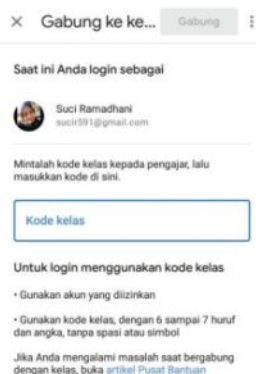 × Gabung ke ke... Gabung
Saat ini Anda login sebagai
Suci Ramadhani
sucir591@gmail.com
Mintalah kode kelas kepada pengajar, lalu
masukkan kode di sini.
Kode kelas
Untuk login menggunakan kode kelas
• Gunakan akun yang diizinkan
• Gunakan kode kelas, dengan 6 sampai 7 huruf
dan angka, tanpa spasi atau simbol
Jika Anda mengalami masalah saat bergabung
dengan kelas, buka artikel Pusat Bantuan